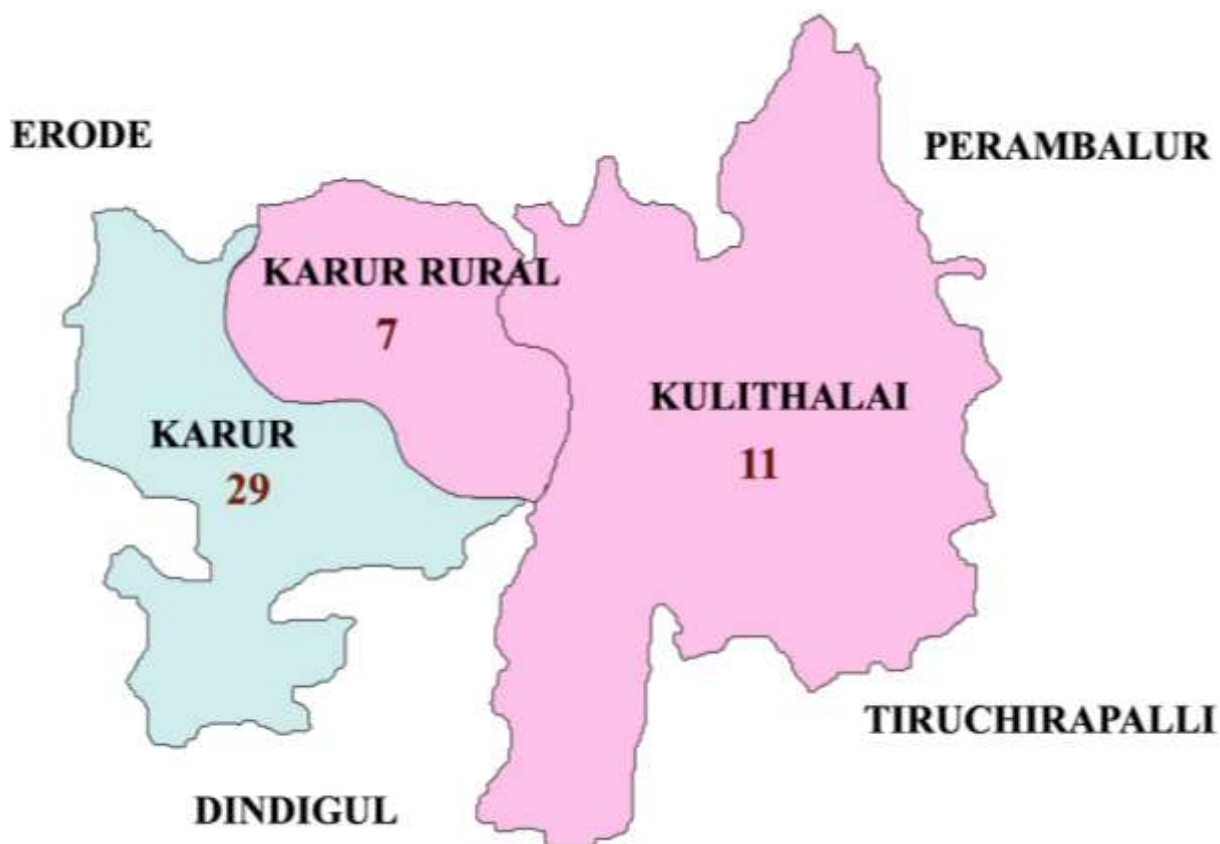 ERODE
PERAMBALUR
KARUR RURAL
7
KULITHALAI
11
KARUR
29
TIRUCHIRAPALLI
DINDIGUL